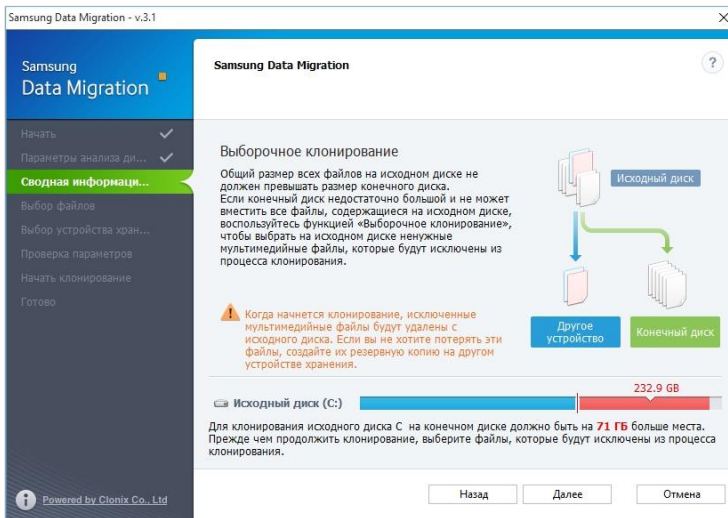 Samsung Data Migration - v.3.1
Samsung
Data Migration
Samsung Data Migration
?
Начать
Параметры анализа ди...
Сводная информаци...
Выбор файлов
Выбор устройства хран...
Проверка параметров
Начать клонирование
Готово
Выборочное клонирование
Общий размер всех файлов на исходном диске не
должен превышать размер конечного диска.
Если конечный диск недостаточно большой и не может
вместить все файлы, содержащиеся на исходном диске,
воспользуйтесь функцией «Выборочное клонирование»,
чтобы выбрать на исходном диске ненужные
мультимедийные файлы, которые будут исключены из
процесса клонирования.
Исходный диск
Другое
устройство
Конечный диск
Когда начнется клонирование, исключенные
мультимедийные файлы будут удалены с
исходного диска. Если вы не хотите потерять эти
файлы, создайте их резервную копию на другом
устройстве хранения.
232.9 GB
Исходный диск (C:)
Для клонирования исходного диска C на конечном диске должно быть на 71 ГБ больше места.
Прежде чем продолжить клонирование, выберите файлы, которые будут исключены из процесса
клонирования.
Powered by Clonix Co., Ltd
Назад
Далее
Отмена